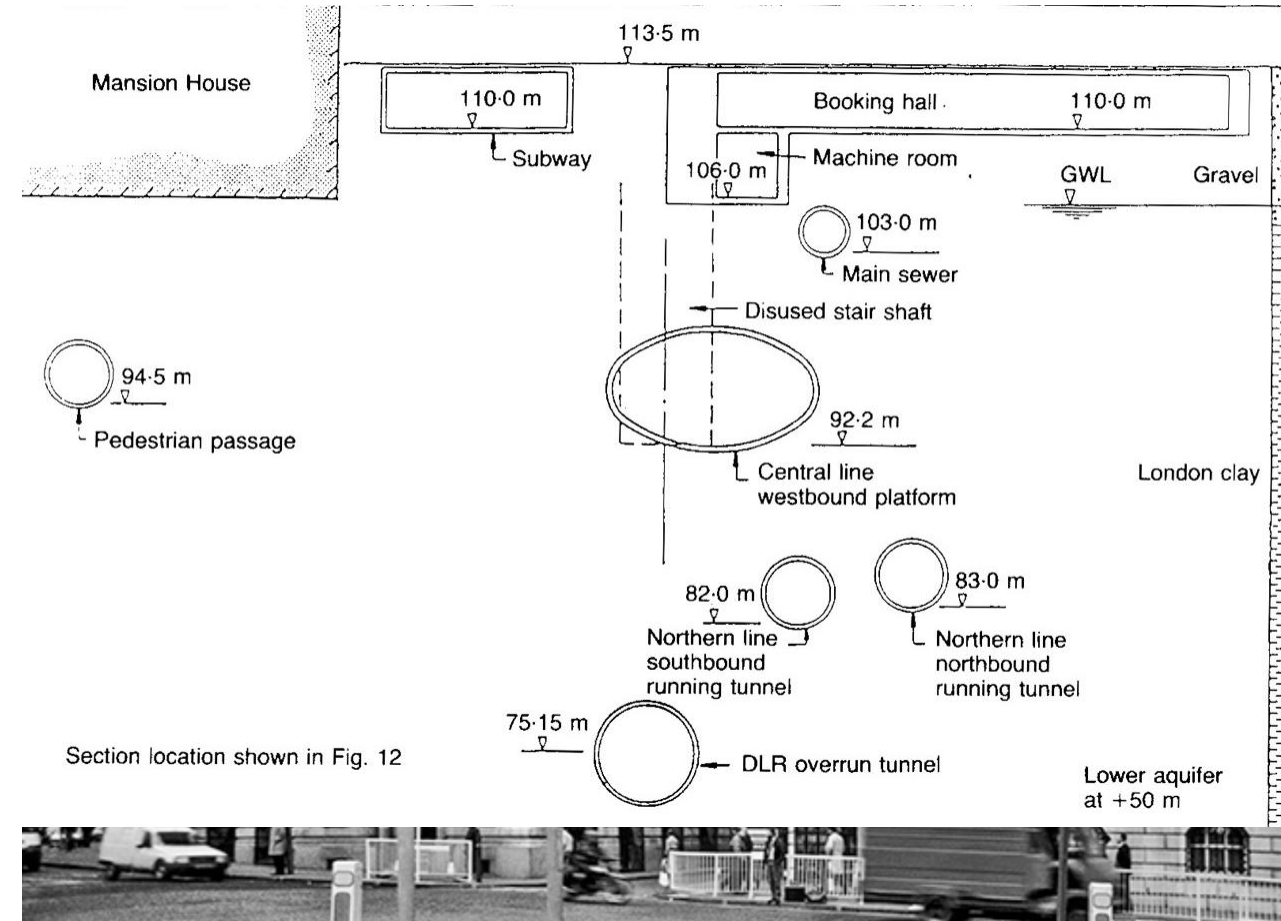 113·5 m
Mansion House
110·0 m
Booking hall
110·0 m
Subway
Machine room
106·0 m
GWL
Gravel
103·0 m
Main sewer
Disused stair shaft
94·5 m
Pedestrian passage
92·2 m
Central line
westbound platform
London clay
82·0 m
83·0 m
Northern line
southbound
running tunnel
Northern line
northbound
running tunnel
75·15 m
Section location shown in Fig. 12
DLR overrun tunnel
Lower aquifer
at +50 m